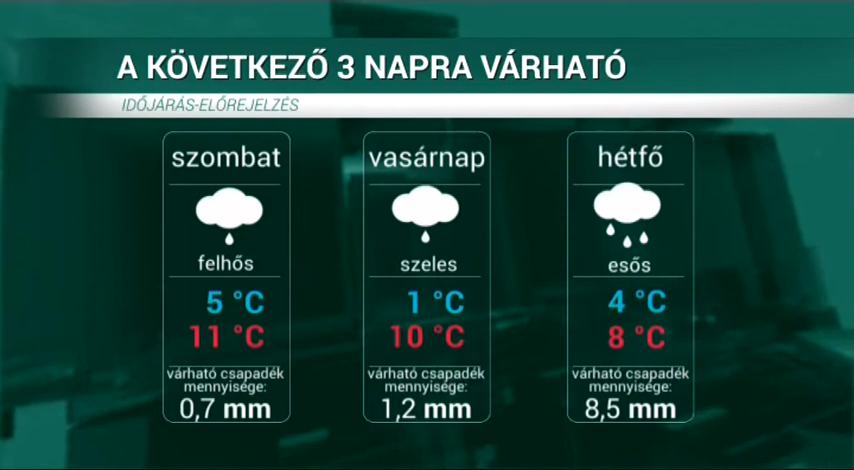 A KÖVETKEZŐ 3 NAPRA VÁRHATÓ
IDŐJÁRÁS-ELŐREJELZÉS
szombat
felhős
5 °C
11 °C
várható csapadék
mennyisége:
0,7 mm
vasárnap
szeles
1 °C
10 °C
várható csapadék
mennyisége:
1,2 mm
hétfő
esős
4 °C
8 °C
várható csapadék
mennyisége:
8,5 mm